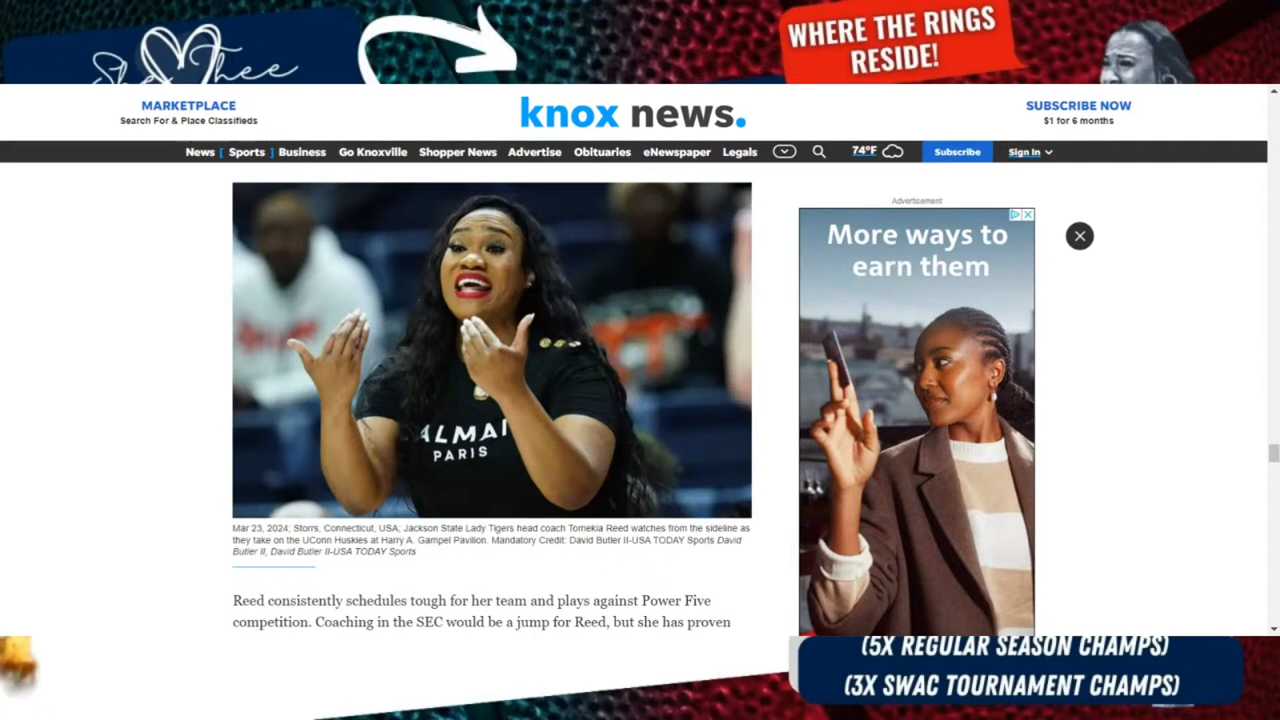 She Thee
WHERE THE RINGS
RESIDE!
MARKETPLACE
Search For & Place Classifieds
knox news.
SUBSCRIBE NOW
$1 for 6 months
News [ Sports ] Business Go Knoxville Shopper News Advertise Obituaries eNewspaper Legals 74°F Subscribe Sign In
Advertisement
More ways to
earn them
ALMAI
PARIS
Mar 23, 2024; Storrs, Connecticut, USA; Jackson State Lady Tigers head coach Tomekia Reed watches from the sideline as
they take on the UConn Huskies at Harry A. Gampel Pavilion. Mandatory Credit: David Butler II-USA TODAY Sports David
Butler II, David Butler II-USA TODAY Sports
Reed consistently schedules tough for her team and plays against Power Five
competition. Coaching in the SEC would be a jump for Reed, but she has proven
(5X REGULAR SEASON CHAMPS)
(3X SWAC TOURNAMENT CHAMPS)